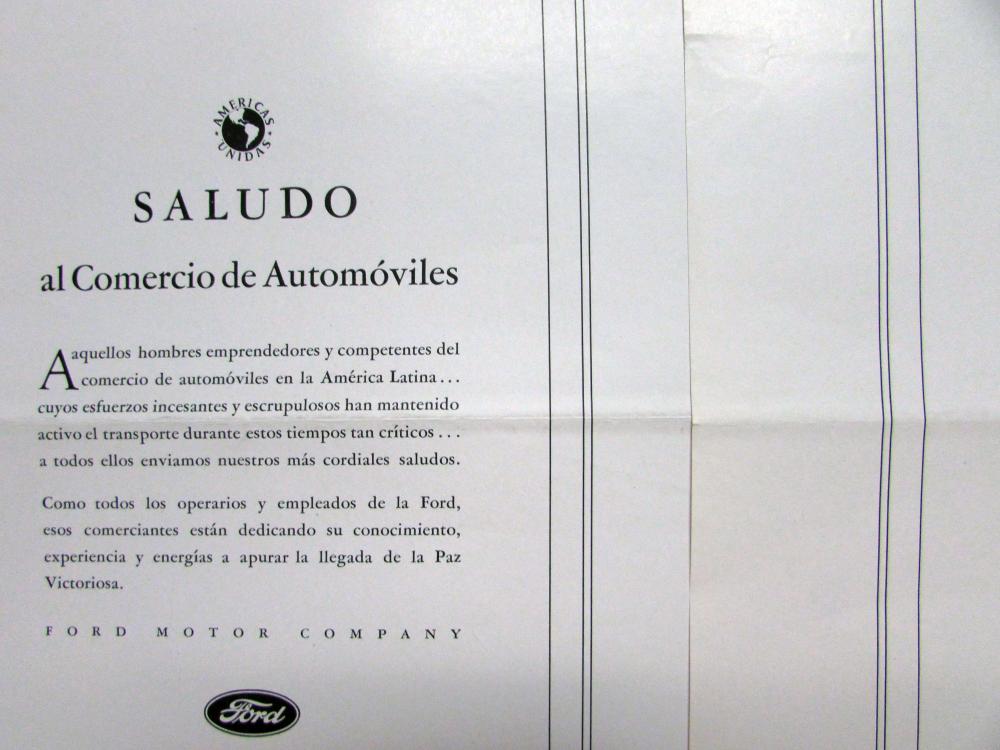 AMERICAS
UNIDAS
SALUDO
al Comercio de Automóviles
A aquellos hombres emprendedores y competentes del
comercio de automóviles en la América Latina...
cuyos esfuerzos incesantes y escrupulosos han mantenido
activo el transporte durante estos tiempos tan críticos...
a todos ellos enviamos nuestros más cordiales saludos.
Como todos los operarios y empleados de la Ford,
esos comerciantes están dedicando su conocimiento,
experiencia y energías a apurar la llegada de la Paz
Victoriosa.
FORD MOTOR COMPANY
Ford